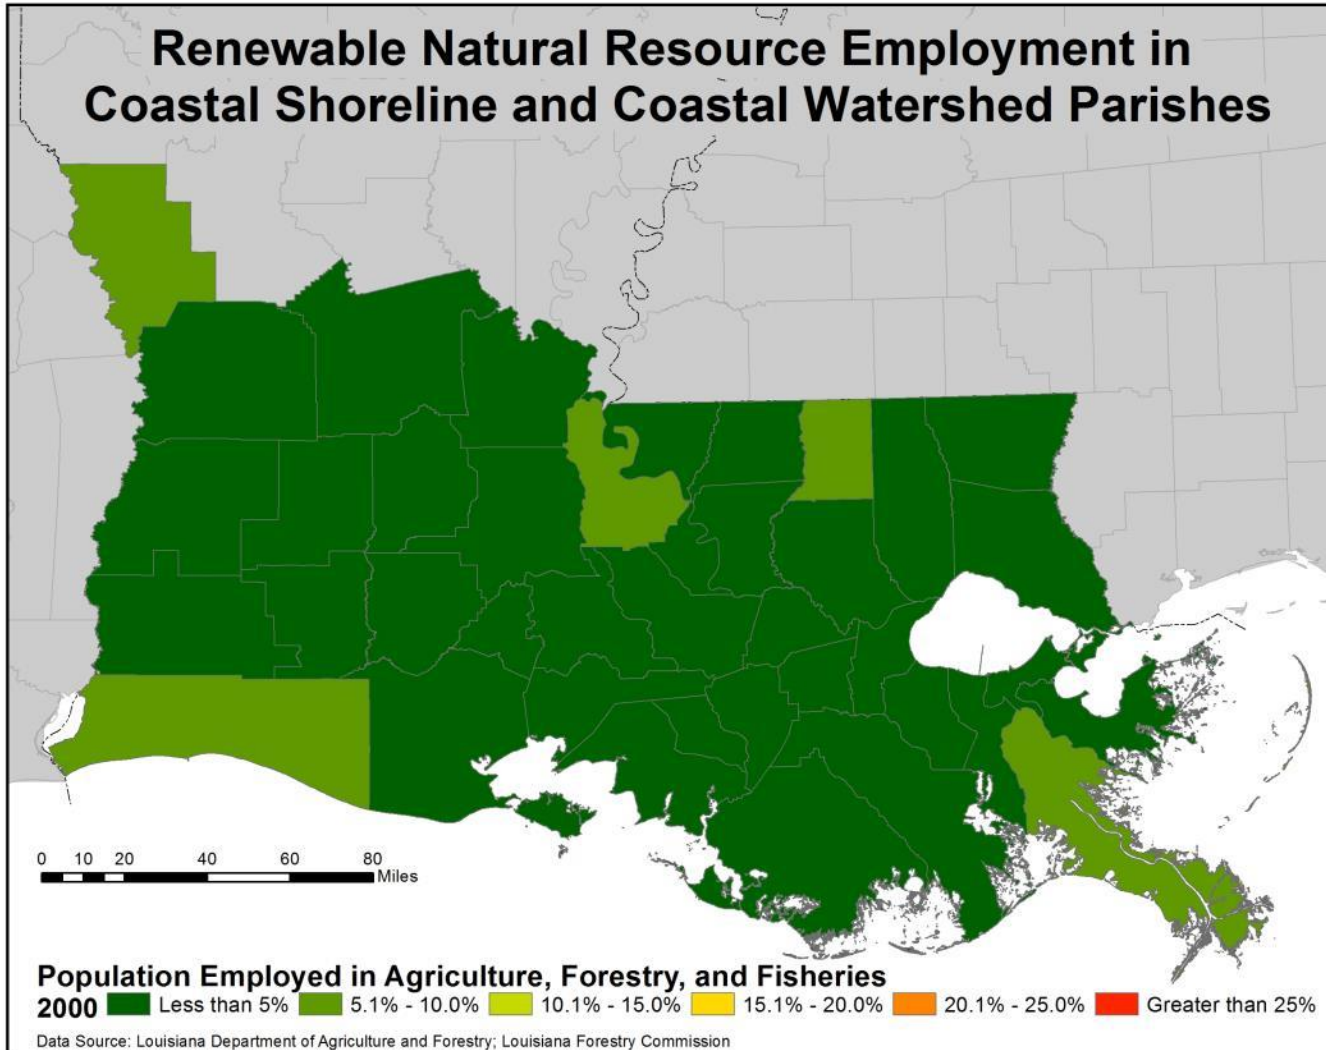 Renewable Natural Resource Employment in
Coastal Shoreline and Coastal Watershed Parishes
0 10 20 40 60 80
Miles
Population Employed in Agriculture, Forestry, and Fisheries
2000 Less than 5% 5.1% - 10.0% 10.1% - 15.0% 15.1% - 20.0% 20.1% - 25.0% Greater than 25%
Data Source: Louisiana Department of Agriculture and Forestry; Louisiana Forestry Commission